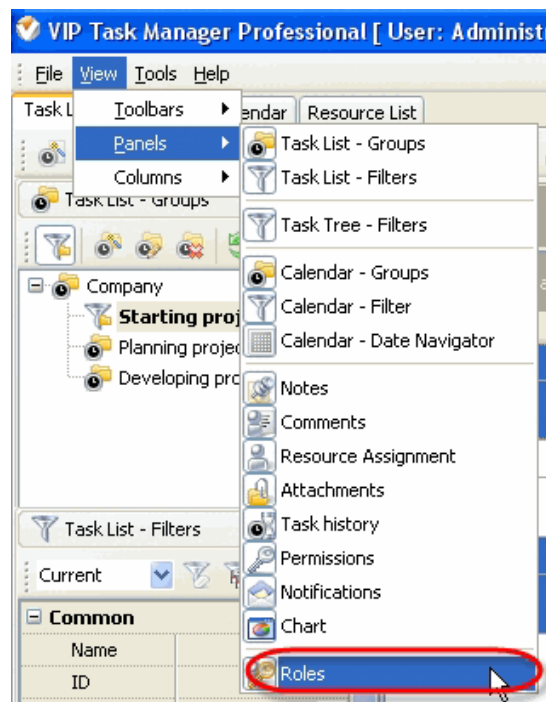 VIP Task Manager Professional [ User: Administ
File View Tools Help
Task L
endar Resource List
Toolbars
Panels
Columns
Task List - Groups
Task List - Filters
Task Tree - Filters
Calendar - Groups
Calendar - Filter
Calendar - Date Navigator
Notes
Comments
Resource Assignment
Attachments
Task history
Permissions
Notifications
Chart
Roles
Task List - Groups
Company
Starting proj
Planning projec
Developing pro
Task List - Filters
Current
Common
Name
ID